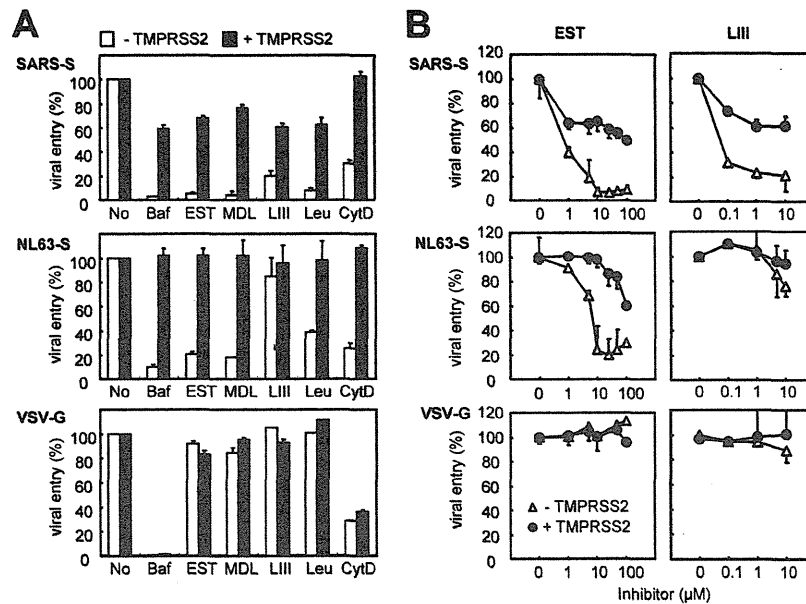 A
- TMPRSS2 + TMPRSS2
SARS-S
viral entry (%)
100
80
60
40
20
0
No Baf EST MDL LIII Leu CytD
NL63-S
viral entry (%)
100
80
60
40
20
0
No Baf EST MDL LIII Leu CytD
VSV-G
viral entry (%)
100
80
60
40
20
0
No Baf EST MDL LIII Leu CytD
B
EST LIII
SARS-S
viral entry (%)
120
100
80
60
40
20
0
0 1 10 100
0 0.1 1 10
NL63-S
viral entry (%)
120
100
80
60
40
20
0
0 1 10 100
0 0.1 1 10
VSV-G
viral entry (%)
120
100
80
60
40
20
0
- TMPRSS2
+ TMPRSS2
0 1 10 100
0 0.1 1 10
Inhibitor (µM)